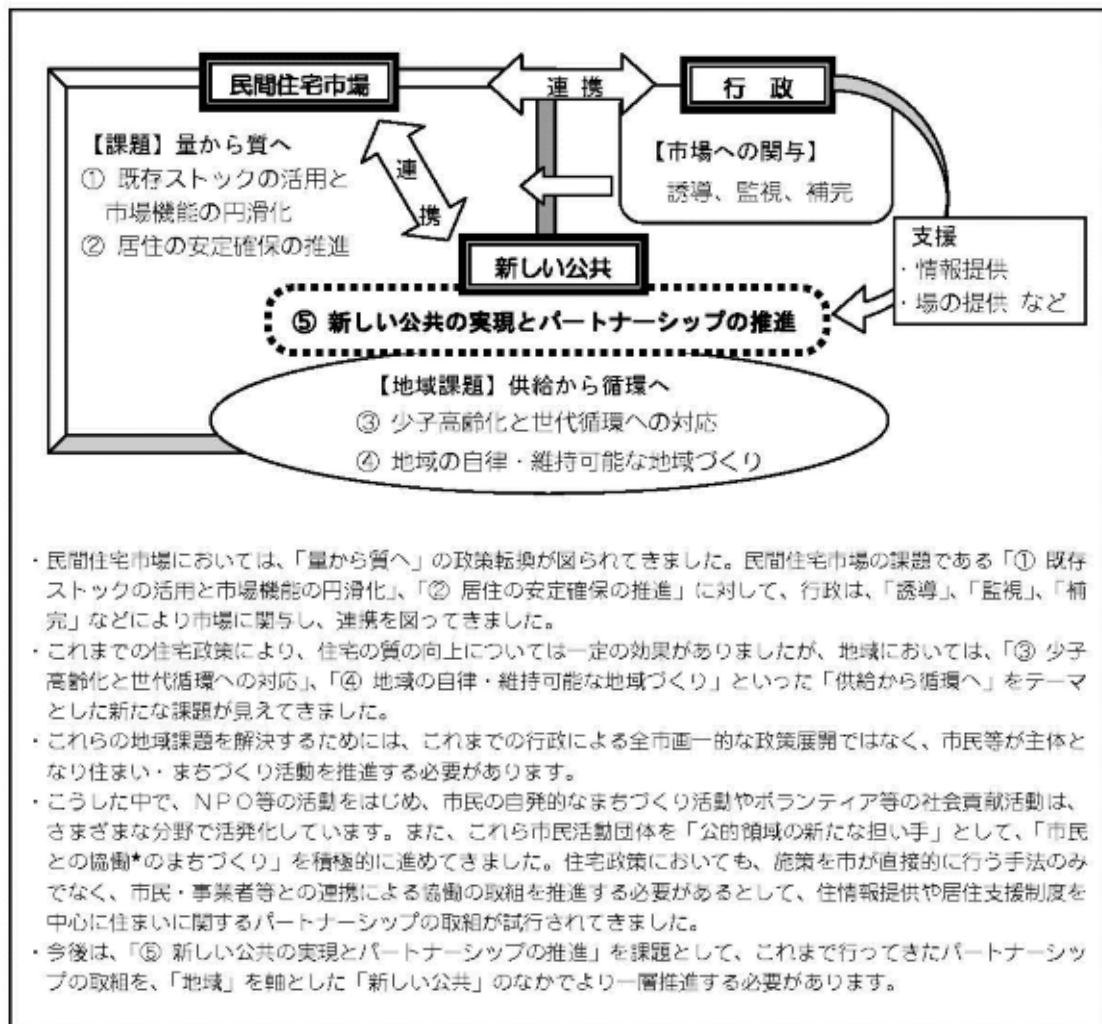 民間住宅市場
連 携
行 政
【課題】量から質へ
① 既存ストックの活用と
市場機能の円滑化
② 居住の安定確保の推進
連
携
【市場への関与】
誘導、監視、補完
新しい公共
支援
・情報提供
・場の提供 など
⑤ 新しい公共の実現とパートナーシップの推進
【地域課題】供給から循環へ
③ 少子高齢化と世代循環への対応
④ 地域の自律・維持可能な地域づくり
・民間住宅市場においては、「量から質へ」の政策転換が図られてきました。民間住宅市場の課題である「① 既存
ストックの活用と市場機能の円滑化」、「② 居住の安定確保の推進」に対して、行政は、「誘導」、「監視」、「補
完」などにより市場に関与し、連携を図ってきました。
・これまでの住宅政策により、住宅の質の向上については一定の効果がありましたが、地域においては、「③ 少子
高齢化と世代循環への対応」、「④ 地域の自律・維持可能な地域づくり」といった「供給から循環へ」をテーマ
とした新たな課題が見えてきました。
・これらの地域課題を解決するためには、これまでの行政による全市画一的な政策展開ではなく、市民等が主体と
なり住まい・まちづくり活動を推進する必要があります。
・こうした中で、NPO等の活動をはじめ、市民の自発的なまちづくり活動やボランティア等の社会貢献活動は、
さまざまな分野で活発化しています。また、これら市民活動団体を「公的領域の新たな担い手」として、「市民
との協働*のまちづくり」を積極的に進めてきました。住宅政策においても、施策を市が直接的に行う手法のみ
でなく、市民・事業者等との連携による協働の取組を推進する必要があるとして、住情報提供や居住支援制度を
中心に住まいに関するパートナーシップの取組が試行されてきました。
・今後は、「⑤ 新しい公共の実現とパートナーシップの推進」を課題として、これまで行ってきたパートナーシッ
プの取組を、「地域」を軸とした「新しい公共」のなかでより一層推進する必要があります。